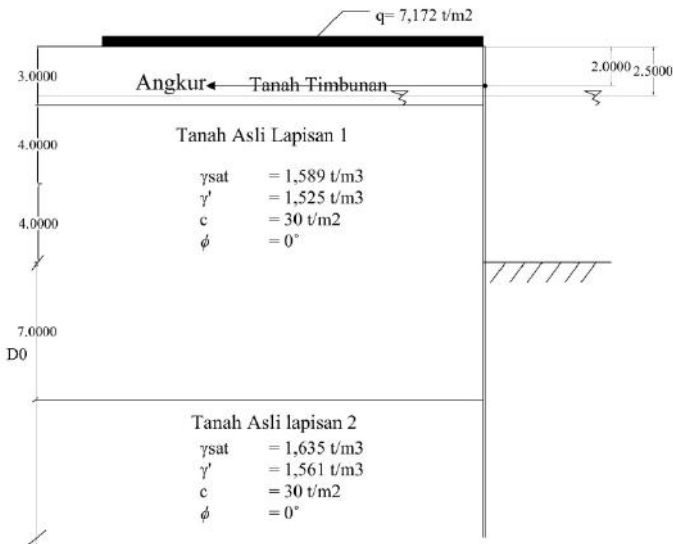 q= 7,172 t/m2
3.0000
2.0000
2.5000
Angkur
Tanah Timbunan
Tanah Asli Lapisan 1
4.0000
γsat = 1,589 t/m3
γ' = 1,525 t/m3
c = 30 t/m2
ϕ = 0°
4.0000
7.0000
D0
Tanah Asli lapisan 2
γsat = 1,635 t/m3
γ' = 1,561 t/m3
c = 30 t/m2
ϕ = 0°